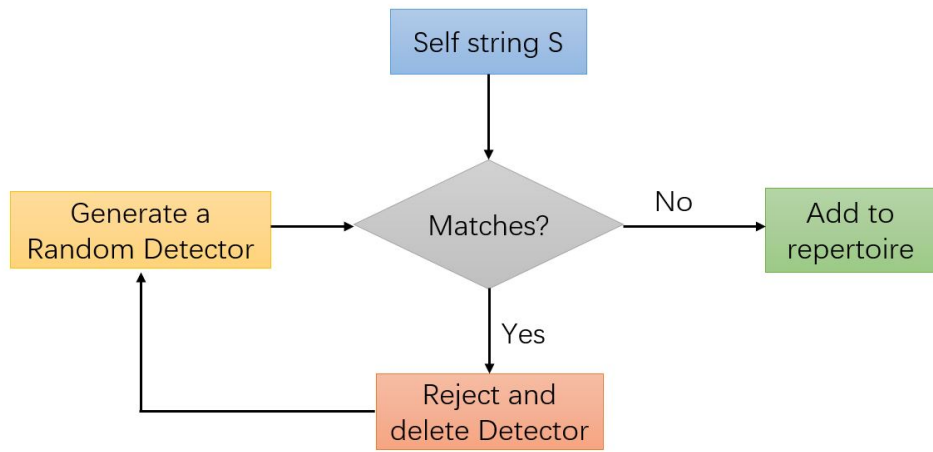 Self string S
Generate a
Random Detector
Matches?
No
Add to
repertoire
Yes
Reject and
delete Detector